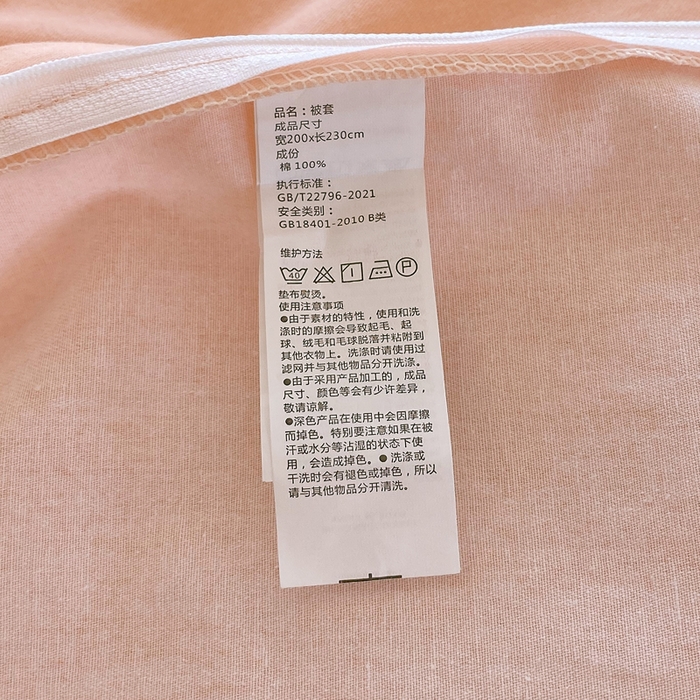 品名：被套
成品尺寸
宽200x长230cm
成份
棉 100%
执行标准：
GB/T22796-2021
安全类别：
GB18401-2010 B类
维护方法
40 P
垫布熨烫。
使用注意事项
●由于素材的特性，使用和洗
涤时的摩擦会导致起毛、起
球、绒毛和毛球脱落并粘附到
其他衣物上。洗涤时请使用过
滤网并与其他物品分开洗涤。
●由于采用产品加工的，成品
尺寸、颜色等会有少许差异，
敬请谅解。
●深色产品在使用中会因摩擦
而掉色。特别要注意如果在被
汗或水分等沾湿的状态下使
用，会造成掉色。●洗涤或
干洗时会有褪色或掉色，所以
请与其他物品分开清洗。